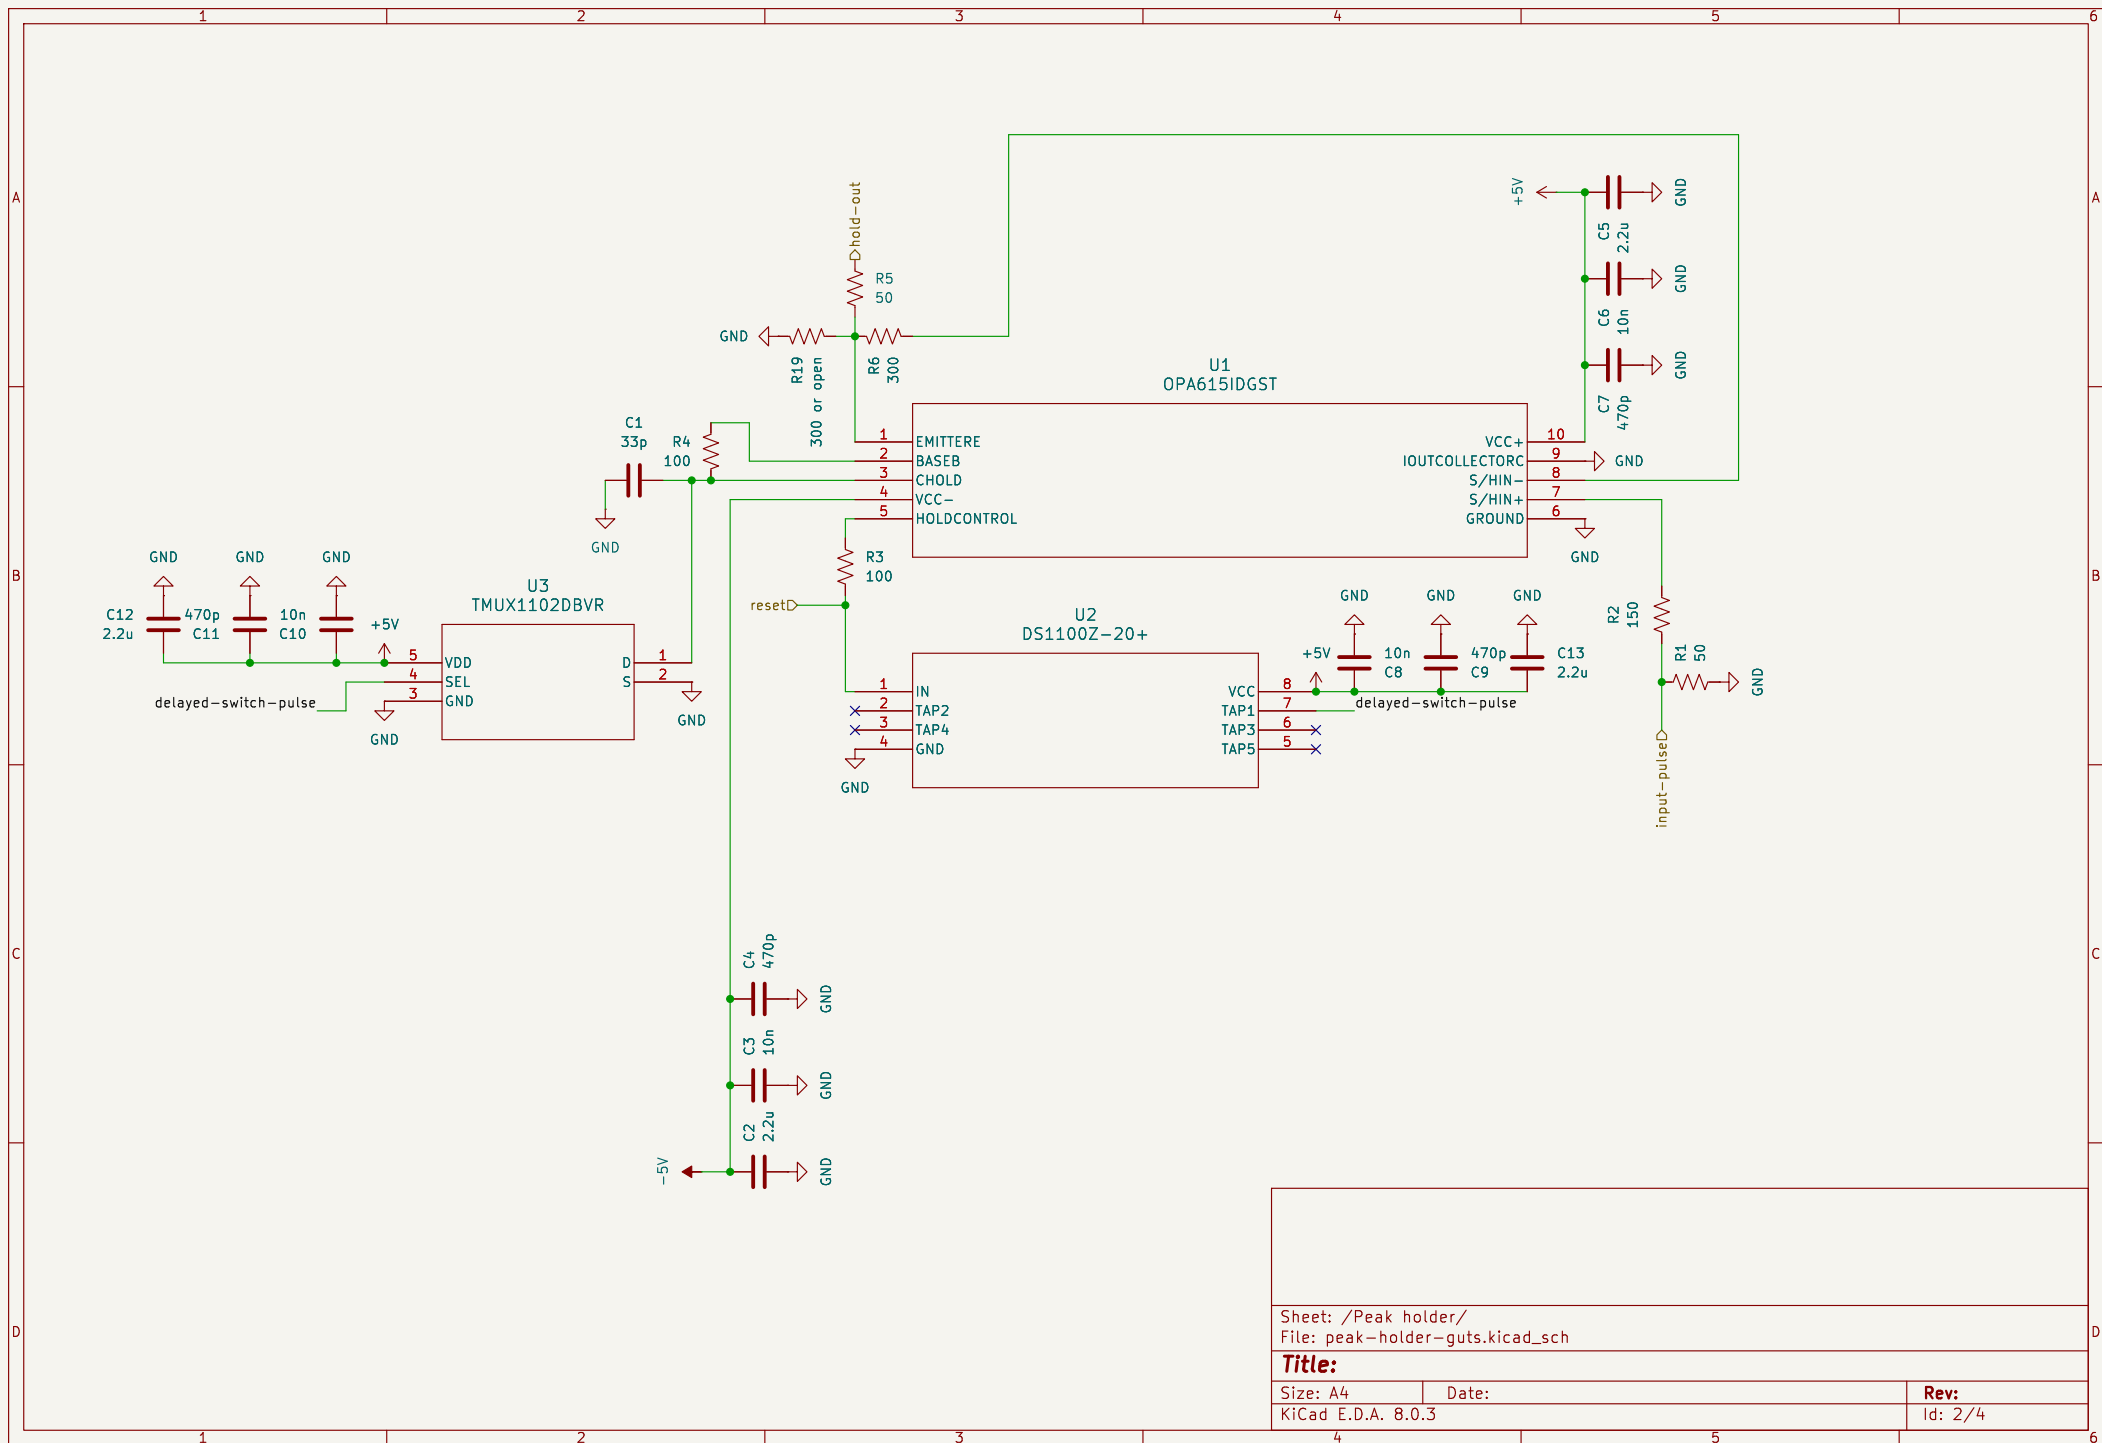 1 2 3 4 5 6
A
A
B
B
C
C
D
D
1 2 3 4 5 6
hold-out
R5
50
GND
R19
300 or open
R6
300
+5V
GND
C5
2.2u
GND
C6
10n
GND
C7
470p
U1
OPA615IDGST
1 EMITTERE
2 BASEB
3 CHOLD
4 VCC-
5 HOLDCONTROL
VCC+ 10
IOUTCOLLECTORC 9
S/HIN- 8
S/HIN+ 7
GROUND 6
GND
GND
C1
33p
GND
R4
100
R3
100
reset
GND
GND
GND
C12
2.2u
470p
C11
10n
C10
+5V
U3
TMUX1102DBVR
5 VDD
4 SEL
3 GND
D 1
S 2
delayed-switch-pulse
GND
GND
U2
DS1100Z-20+
1 IN
2 TAP2
3 TAP4
4 GND
VCC 8
TAP1 7
TAP3 6
TAP5 5
GND
+5V
GND
GND
GND
10n
C8
470p
C9
C13
2.2u
delayed-switch-pulse
R2
150
R1
50
GND
input-pulse
C4
470p
GND
C3
10n
GND
C2
2.2u
GND
-5V
Sheet: /Peak holder/
File: peak-holder-guts.kicad_sch
Title:
Size: A4 Date: Rev:
KiCad E.D.A. 8.0.3 Id: 2/4